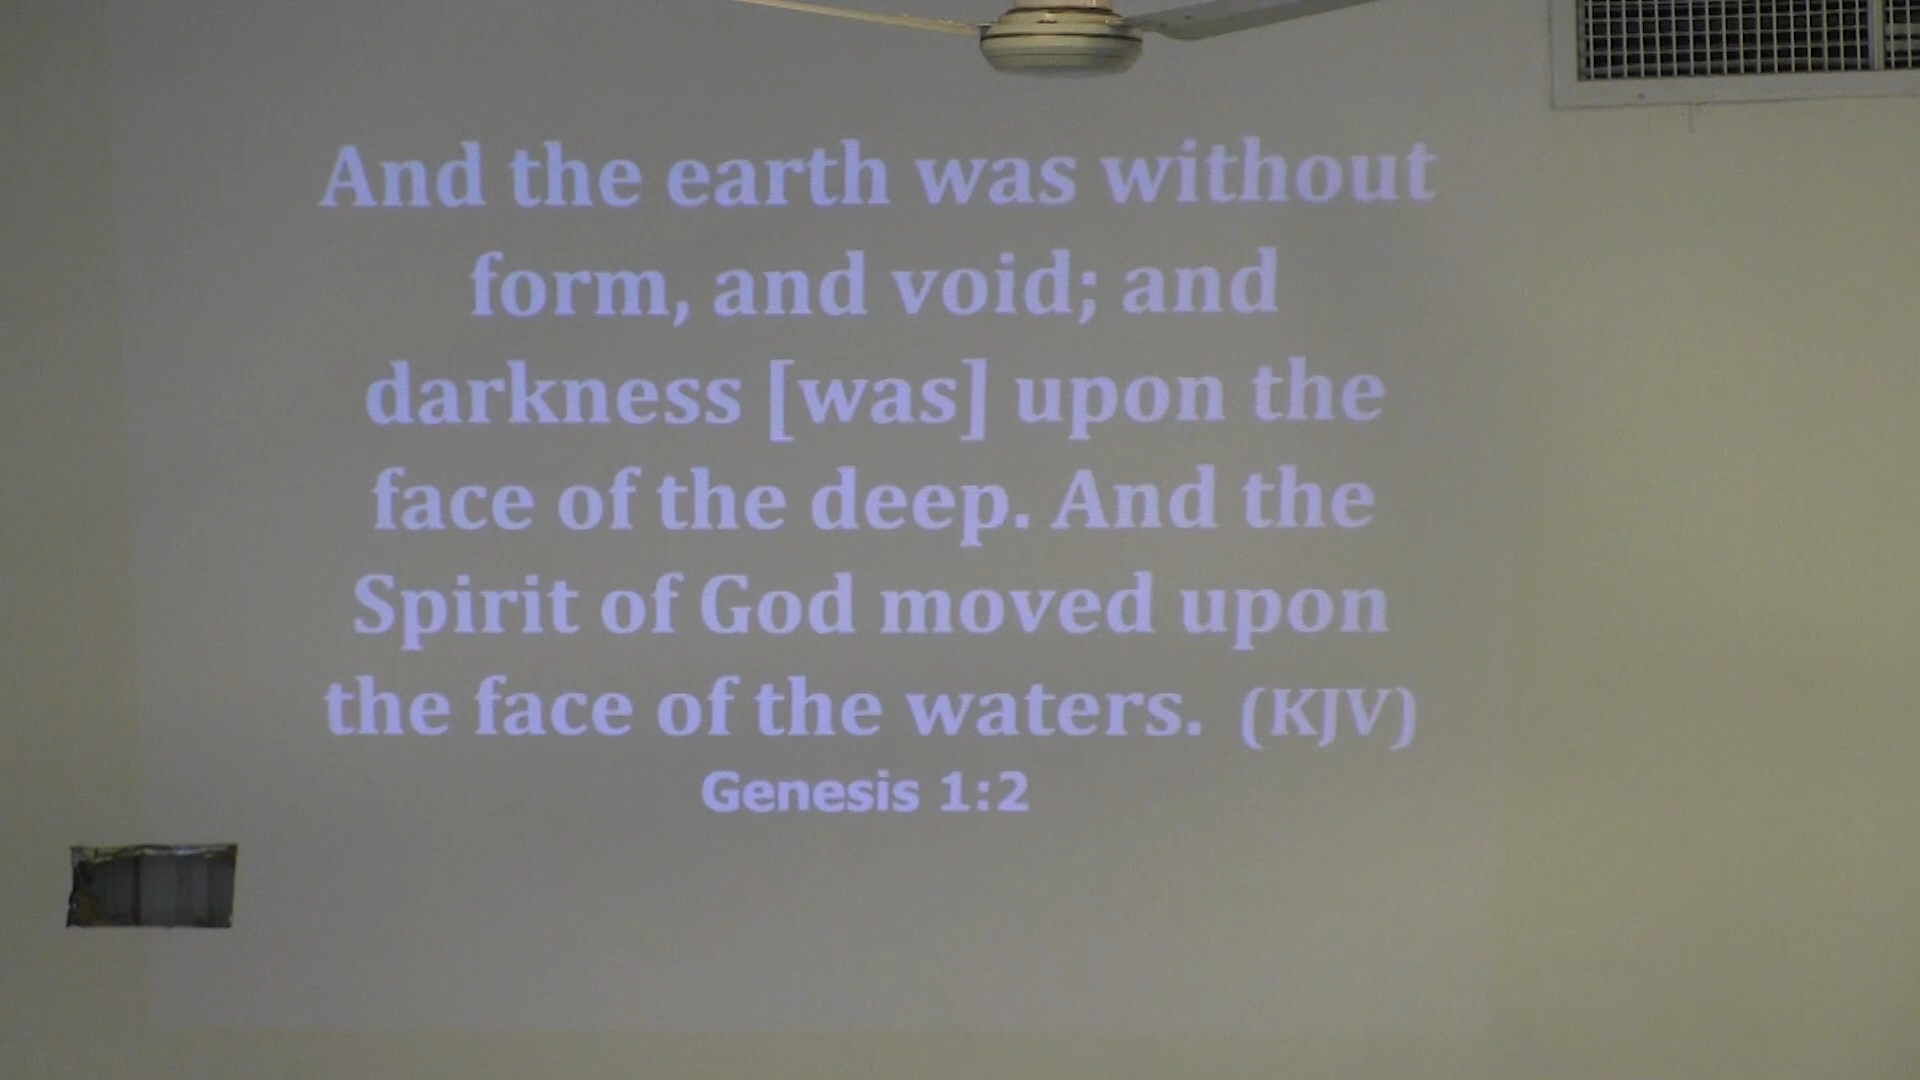 And the earth was without
form, and void; and
darkness [was] upon the
face of the deep. And the
Spirit of God moved upon
the face of the waters. (KJV)
Genesis 1:2